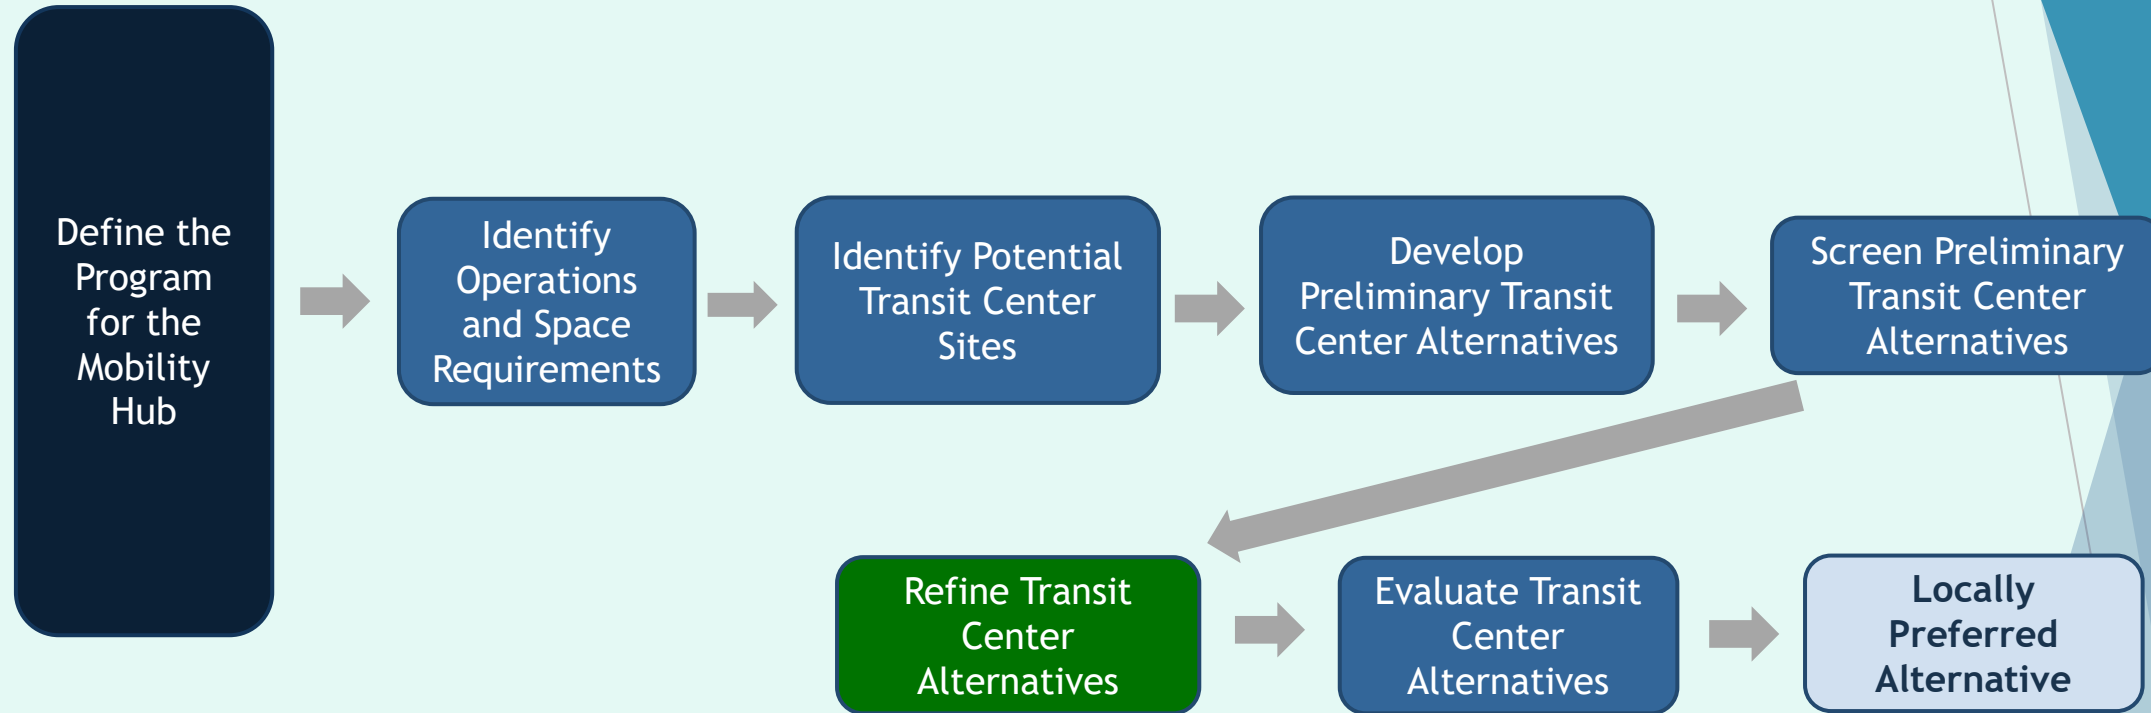 Define the
Program
for the
Mobility
Hub
Identify
Operations
and Space
Requirements
Identify Potential
Transit Center
Sites
Develop
Preliminary Transit
Center Alternatives
Screen Preliminary
Transit Center
Alternatives
Refine Transit
Center
Alternatives
Evaluate Transit
Center
Alternatives
Locally
Preferred
Alternative